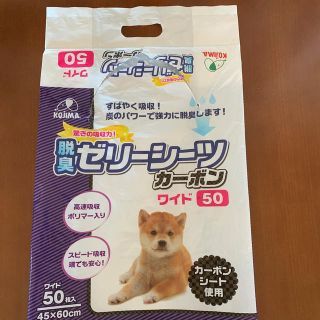 ワイド
50
KOJIMA
KOJIMA
すばやく吸収！
炭のパワーで強力に脱臭します！
驚きの吸収力！
脱臭
ゼリーシーツ
カーボン
ワイド 50
高速吸収
ポリマー入り
スピード吸収
端でも安心！
カーボン
シート
使用
ワイド
50枚入
45×60cm